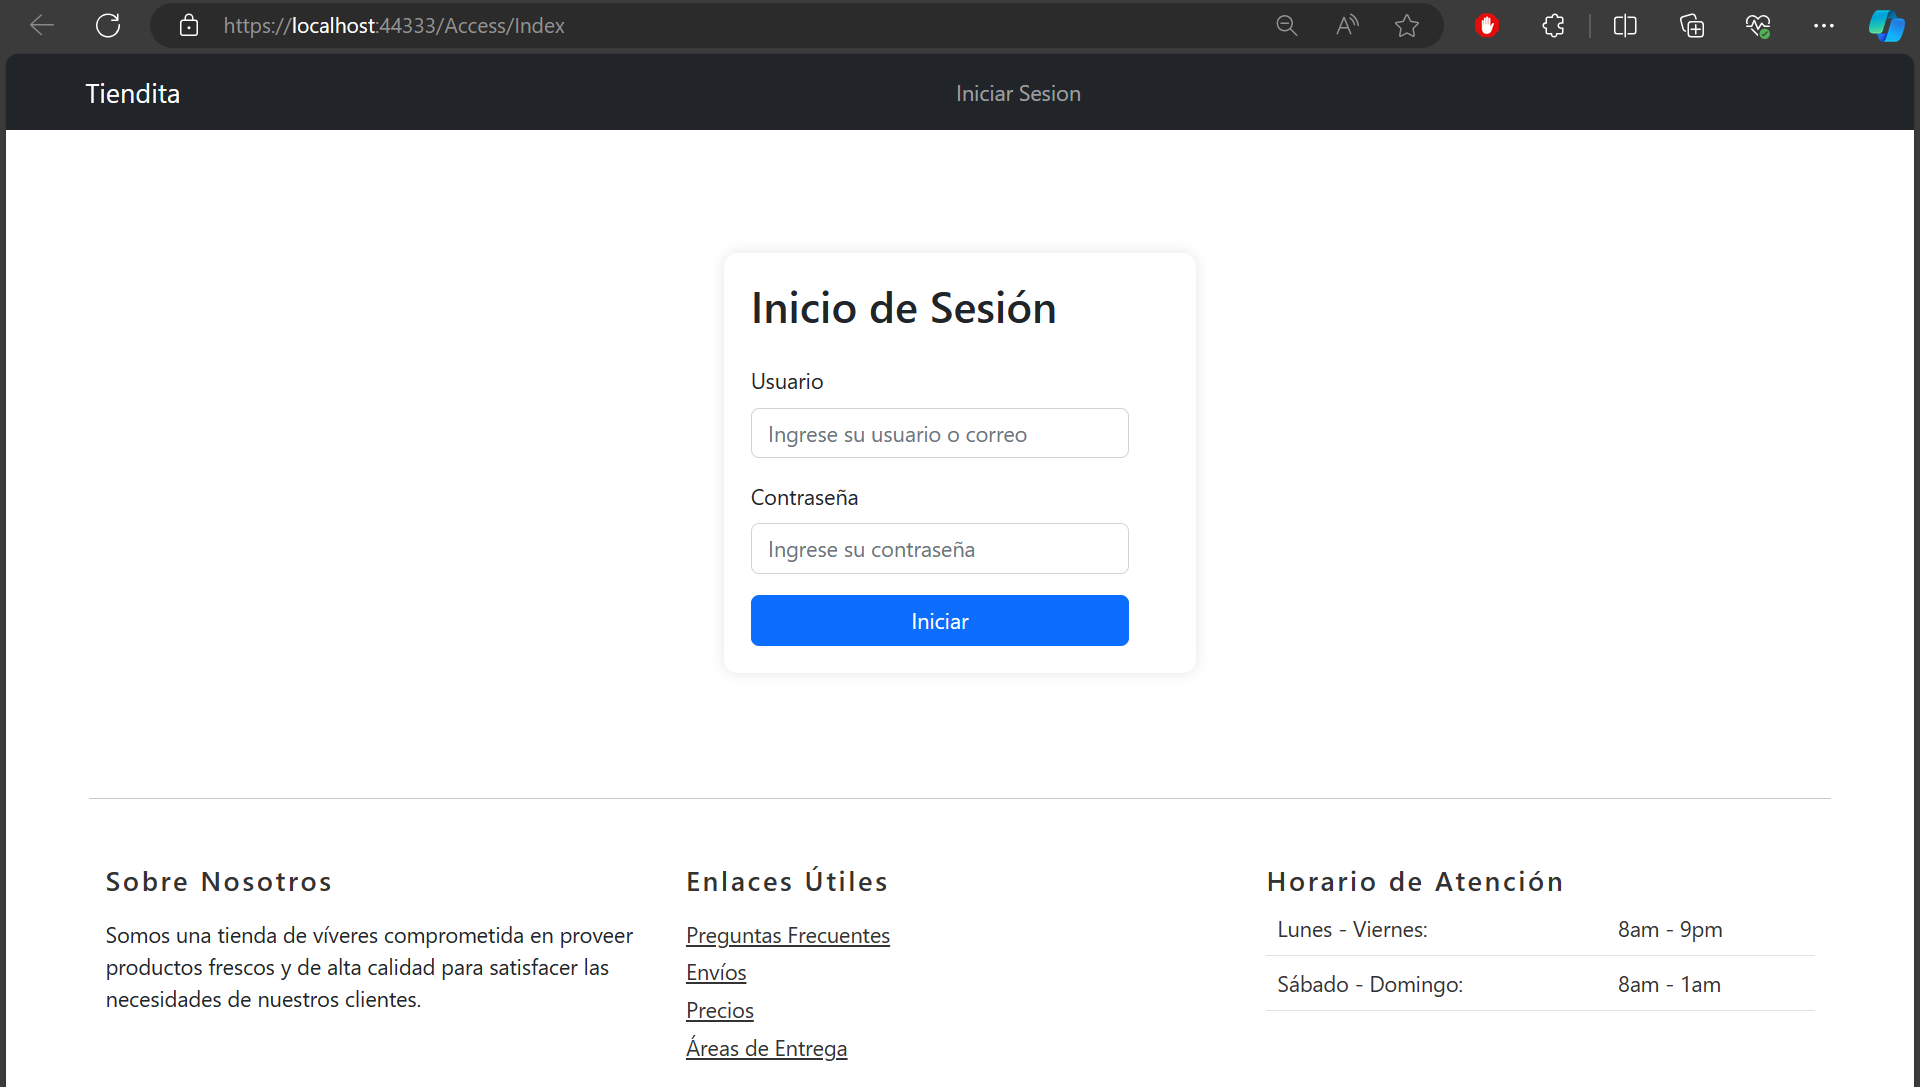 https://localhost:44333/Access/Index
Tiendita
Iniciar Sesion
Inicio de Sesión
Usuario
Ingrese su usuario o correo
Contraseña
Ingrese su contraseña
Iniciar
Sobre Nosotros
Somos una tienda de víveres comprometida en proveer
productos frescos y de alta calidad para satisfacer las
necesidades de nuestros clientes.
Enlaces Útiles
Preguntas Frecuentes
Envíos
Precios
Áreas de Entrega
Horario de Atención
Lunes - Viernes: 8am - 9pm
Sábado - Domingo: 8am - 1am